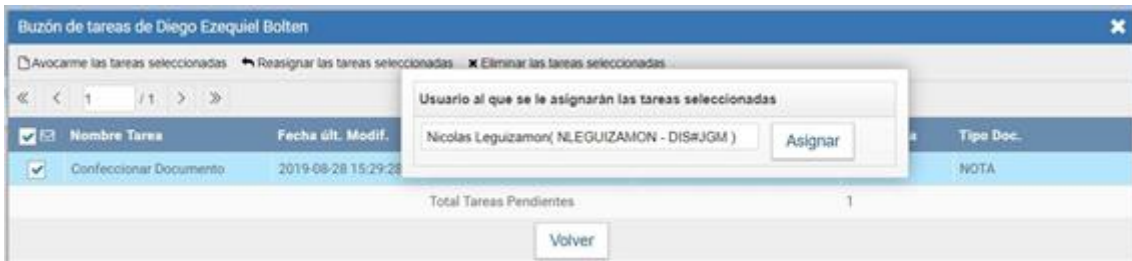 Buzón de tareas de Diego Ezequiel Bolten
Avocarme las tareas seleccionadas Reasignar las tareas seleccionadas Eliminar las tareas seleccionadas
1 / 1
Usuario al que se le asignarán las tareas seleccionadas
Nicolas Leguizamon( NLEGUIZAMON - DIS#JGM ) Asignar
Nombre Tarea Fecha últ. Modif. Tipo Doc.
Confeccionar Documento 2019-08-28 15:29:28 NOTA
Total Tareas Pendientes 1
Volver